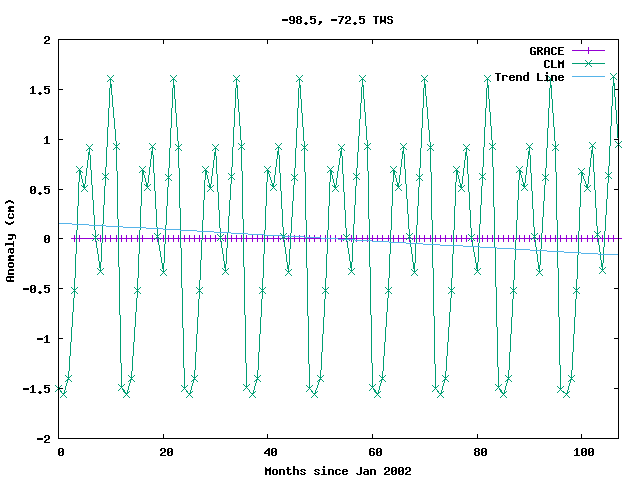 -98.5, -72.5 TWS
GRACE
CLM
Trend Line
2
1.5
1
0.5
0
-0.5
-1
-1.5
-2
Anomaly (cm)
0 20 40 60 80 100
Months since Jan 2002